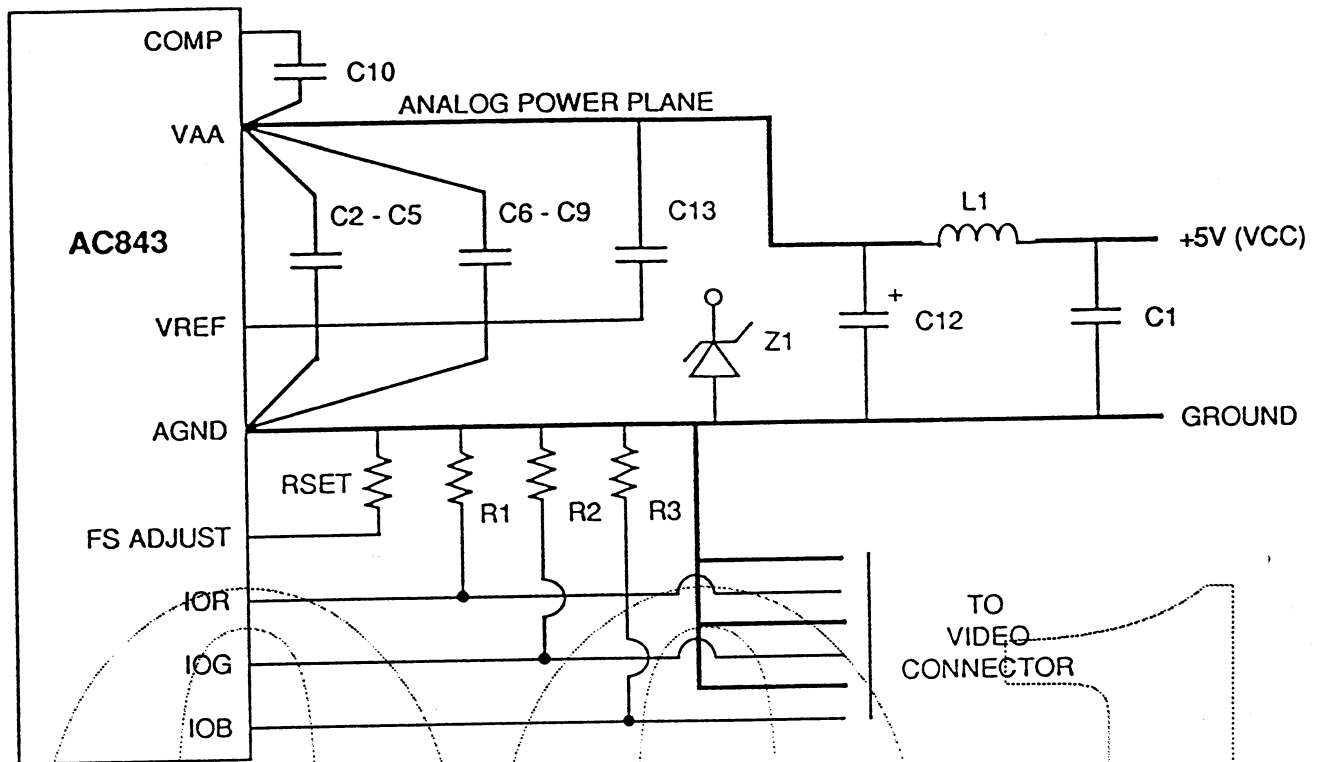 COMP
C10
ANALOG POWER PLANE
VAA
C2 - C5
C6 - C9
C13
L1
+5V (VCC)
AC843
VREF
+
C12
C1
Z1
AGND
GROUND
RSET
R1
R2
R3
FS ADJUST
IOR
TO
VIDEO
CONNECTOR
IOG
IOB